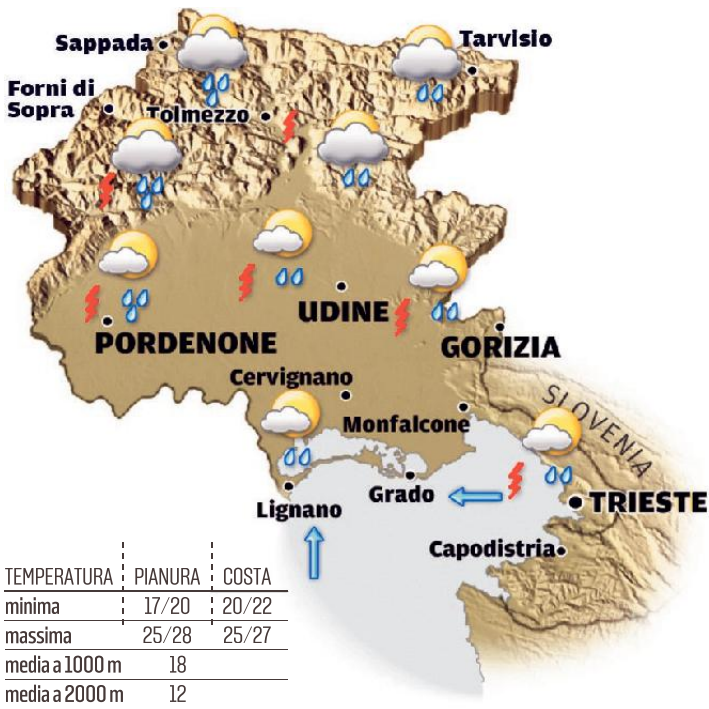 Sappada
Tarvisio
Forni di
Sopra
Tolmezzo
UDINE
PORDENONE
GORIZIA
Cervignano
SLOVENIA
Monfalcone
Grado
Lignano
TRIESTE
Capodistria
TEMPERATURA PIANURA COSTA
minima 17/20 20/22
massima 25/28 25/27
media a 1000 m 18
media a 2000 m 12